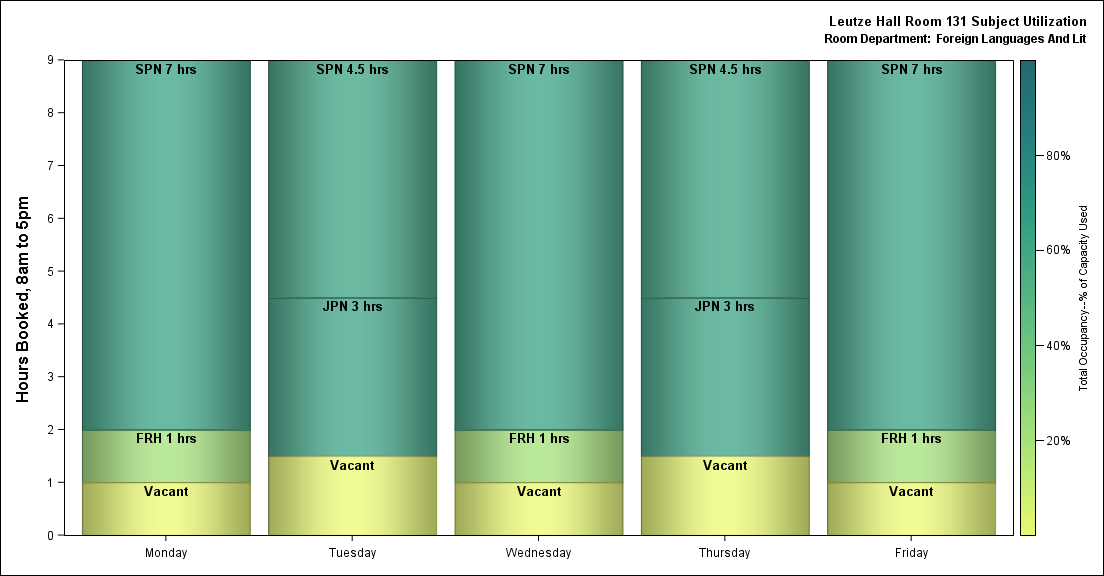 Leutze Hall Room 131 Subject Utilization
Room Department: Foreign Languages And Lit
Hours Booked, 8am to 5pm
9
8
7
6
5
4
3
2
1
0
SPN 7 hrs
FRH 1 hrs
Vacant
SPN 4.5 hrs
JPN 3 hrs
Vacant
SPN 7 hrs
FRH 1 hrs
Vacant
SPN 4.5 hrs
JPN 3 hrs
Vacant
SPN 7 hrs
FRH 1 hrs
Vacant
Monday
Tuesday
Wednesday
Thursday
Friday
80%
60%
40%
20%
Total Occupancy--% of Capacity Used